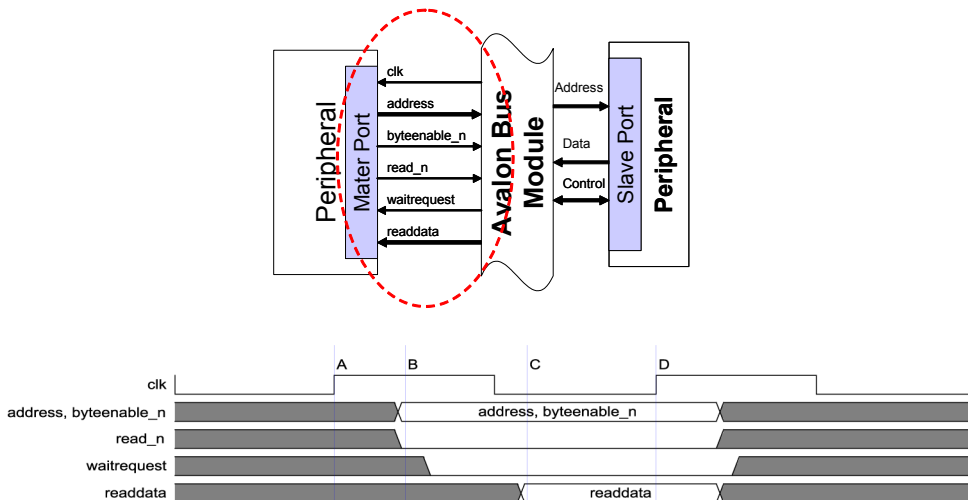 Peripheral
Mater Port
clk
address
byteenable_n
read_n
waitrequest
readdata
Avalon Bus
Module
Address
Data
Control
Slave Port
Peripheral
A B C D
clk
address, byteenable_n address, byteenable_n
read_n
waitrequest
readdata readdata